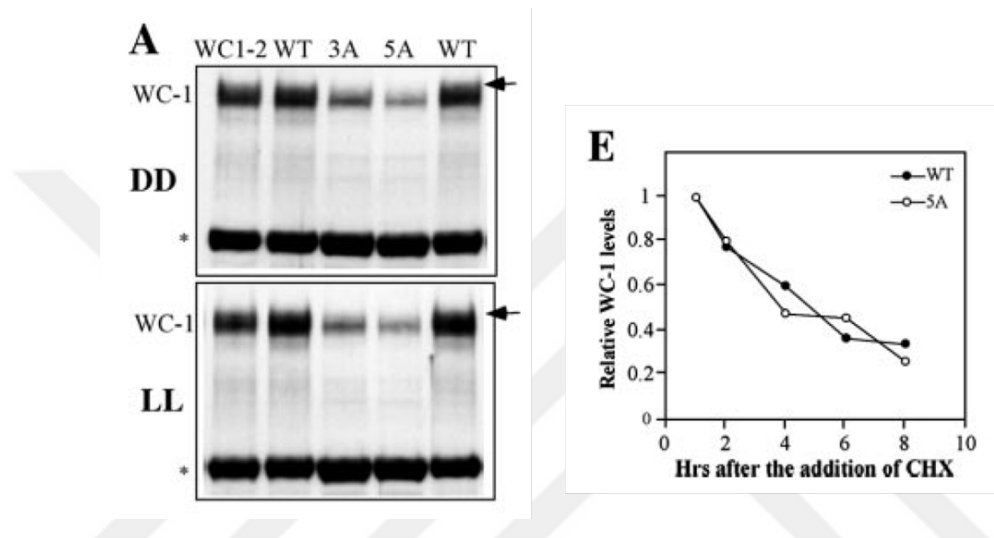 A
WC1-2 WT 3A 5A WT
WC-1
DD
*
WC-1
LL
*
E
WT
5A
1
0.8
0.6
0.4
0.2
0
0 2 4 6 8 10
Relative WC-1 levels
Hrs after the addition of CHX